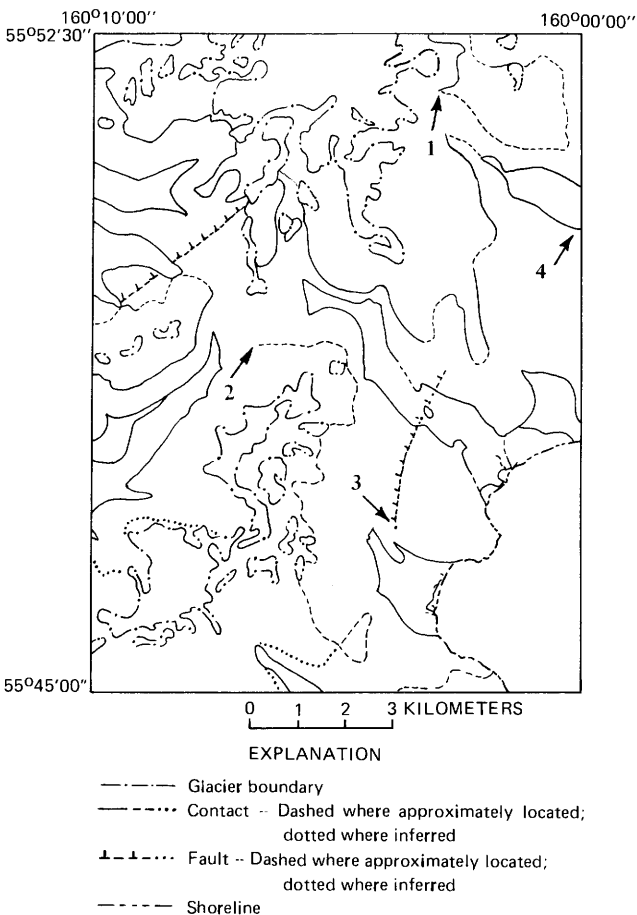 160°10'00"
160°00'00"
55°52'30"
1
4
2
3
55°45'00"
0 1 2 3 KILOMETERS
EXPLANATION
Glacier boundary
Contact -- Dashed where approximately located;
dotted where inferred
Fault -- Dashed where approximately located;
dotted where inferred
Shoreline